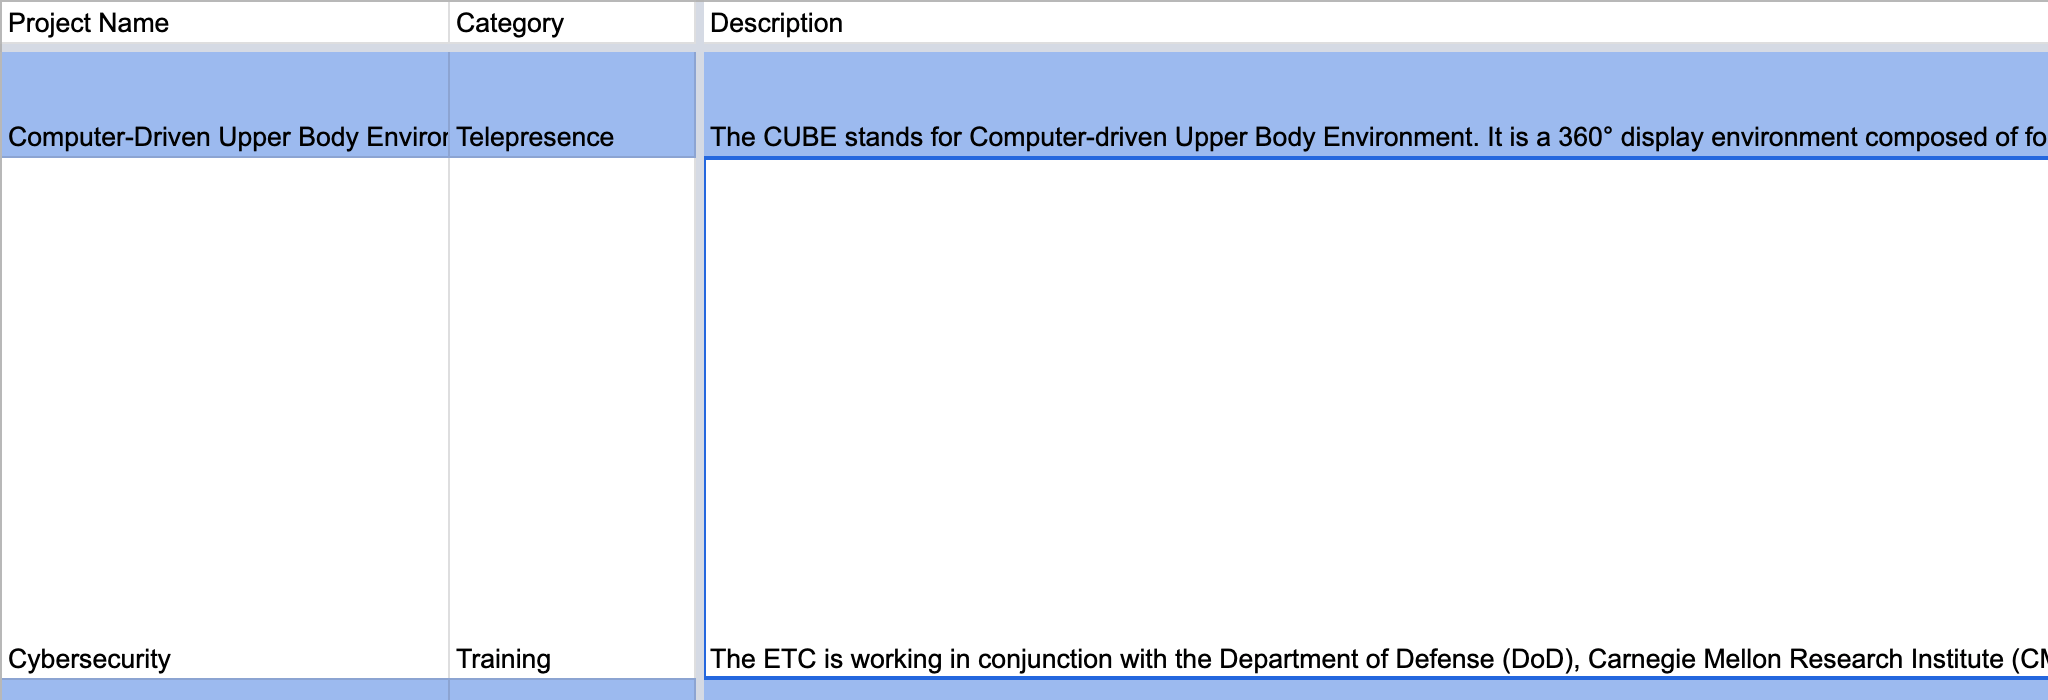 Project Name Category Description
Computer-Driven Upper Body Environ Telepresence The CUBE stands for Computer-driven Upper Body Environment. It is a 360° display environment composed of fo
Cybersecurity Training The ETC is working in conjunction with the Department of Defense (DoD), Carnegie Mellon Research Institute (CM